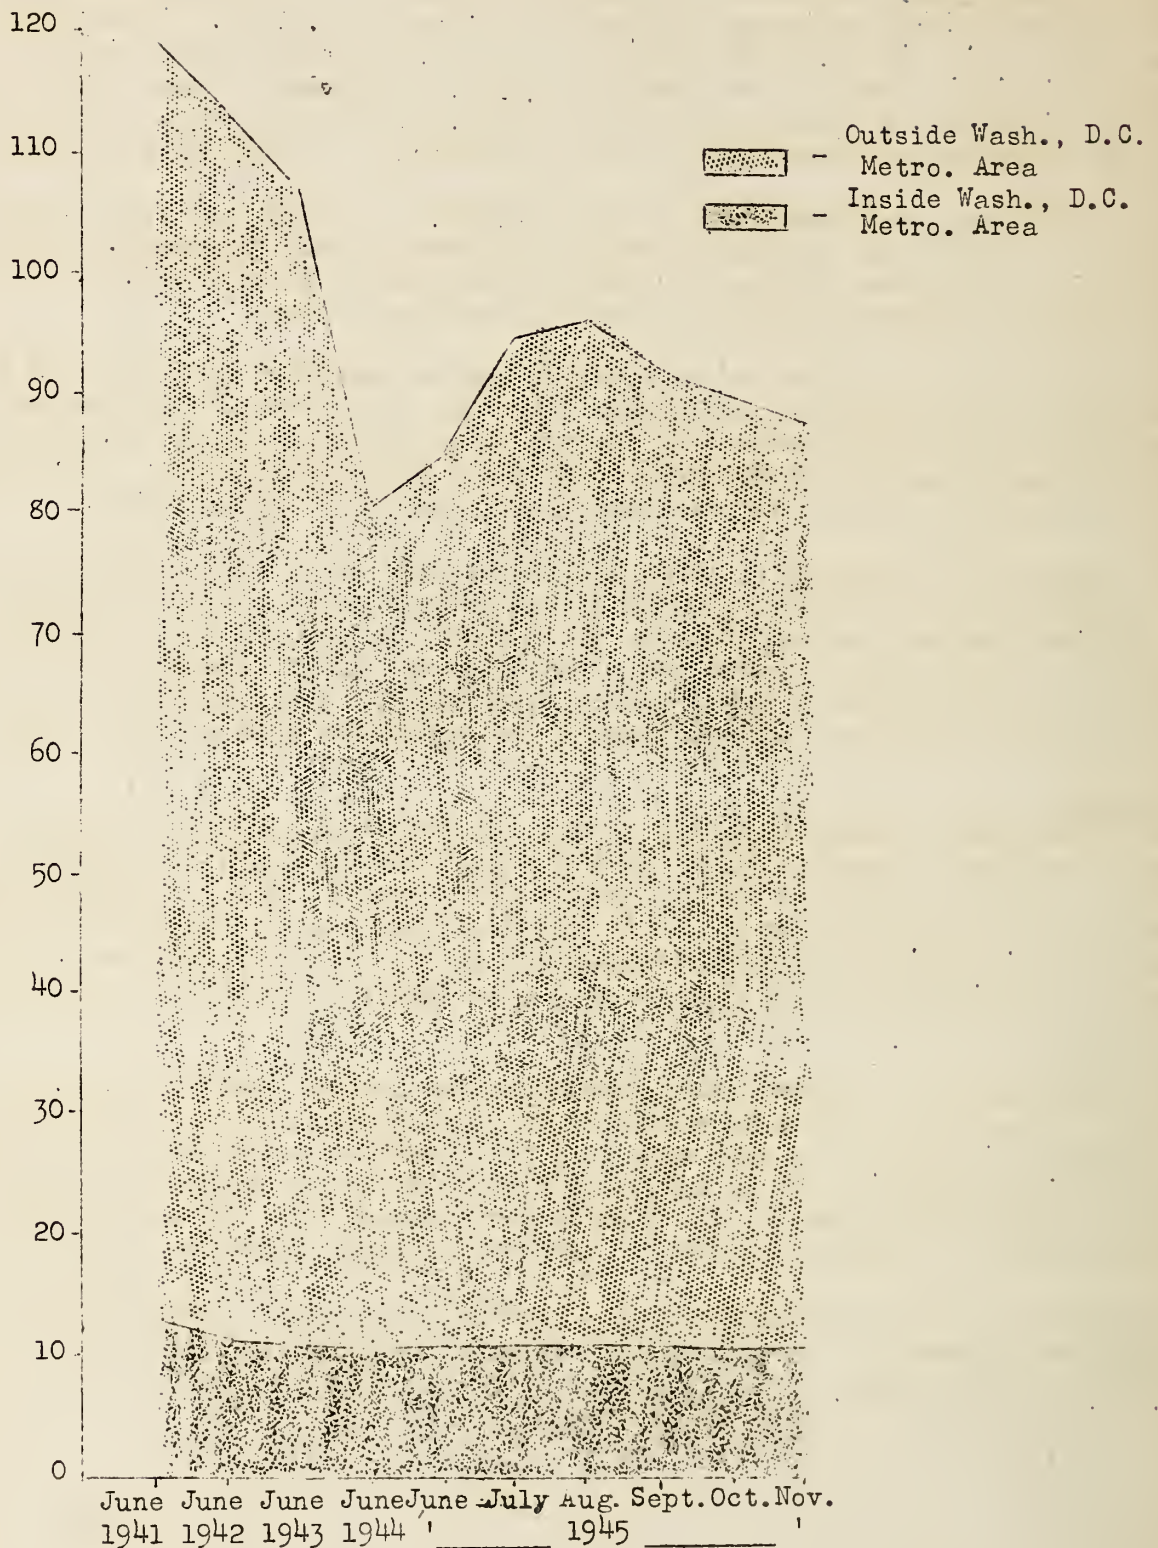 120
110
100
90
80
70
60
50
40
30
20
10
0
Outside Wash., D.C.
Metro. Area
Inside Wash., D.C.
Metro. Area
June June June June June July Aug. Sept. Oct. Nov.
1941 1942 1943 1944 1945